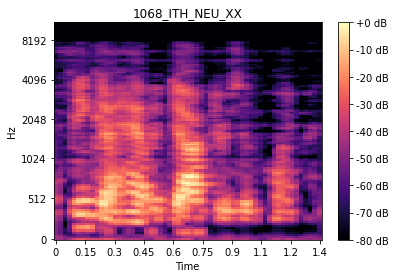 1068_ITH_NEU_XX
+0 dB
8192
-10 dB
4096
-20 dB
-30 dB
2048
Hz
-40 dB
1024
-50 dB
512
-60 dB
-70 dB
0
-80 dB
0 0.15 0.3 0.45 0.6 0.75 0.9 1.1 1.2 1.4
Time